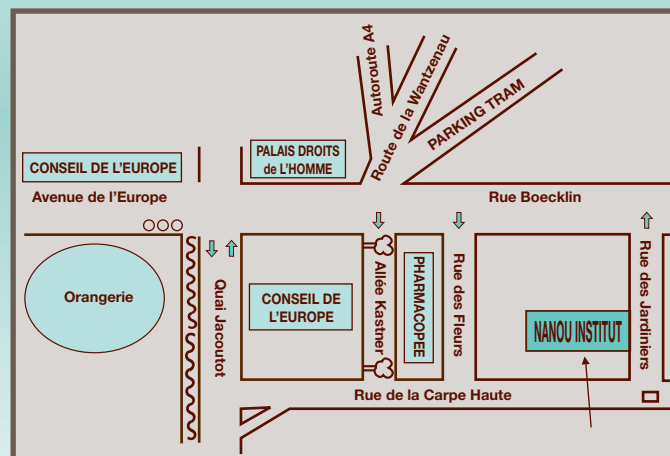 Autoroute A4
Route de la Wantzenau
PARKING TRAM
CONSEIL DE L'EUROPE
PALAIS DROITS
de L'HOMME
Avenue de l'Europe
Rue Boecklin
Orangerie
Quai Jacoutot
CONSEIL DE
L'EUROPE
Allée Kastner
PHARMACOPEE
Rue des Fleurs
NANOU INSTITUT
Rue des Jardiniers
Rue de la Carpe Haute